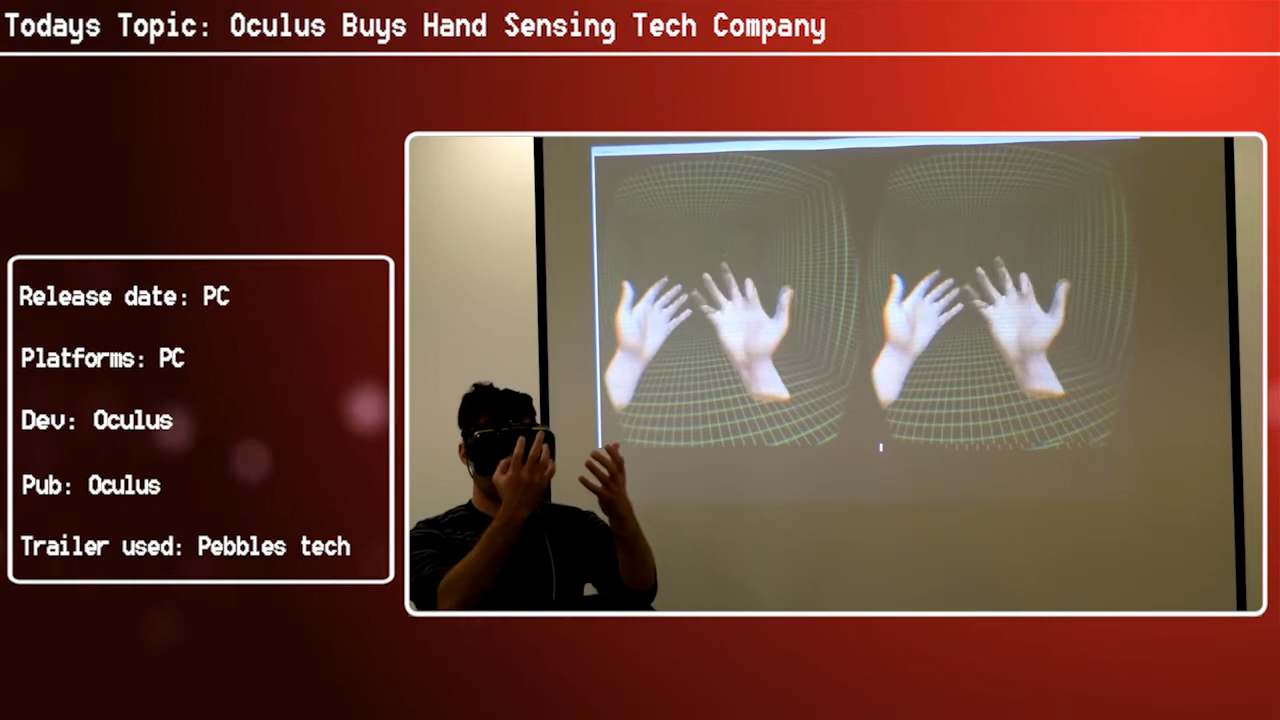 Todays Topic: Oculus Buys Hand Sensing Tech Company
Release date: PC
Platforms: PC
Dev: Oculus
Pub: Oculus
Trailer used: Pebbles tech